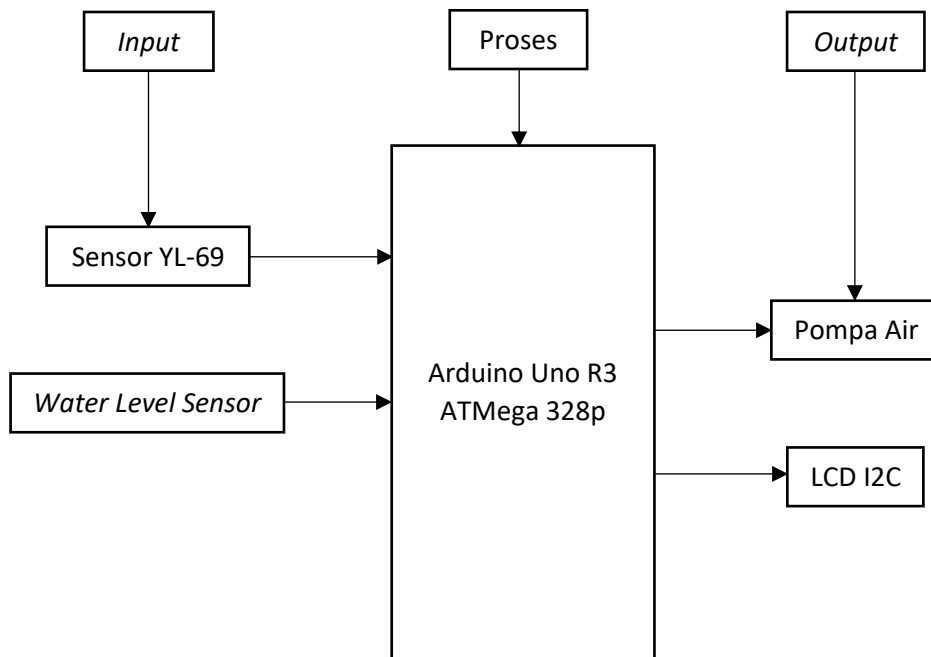 Input
Proses
Output
Sensor YL-69
Pompa Air
Water Level Sensor
Arduino Uno R3
ATMega 328p
LCD I2C